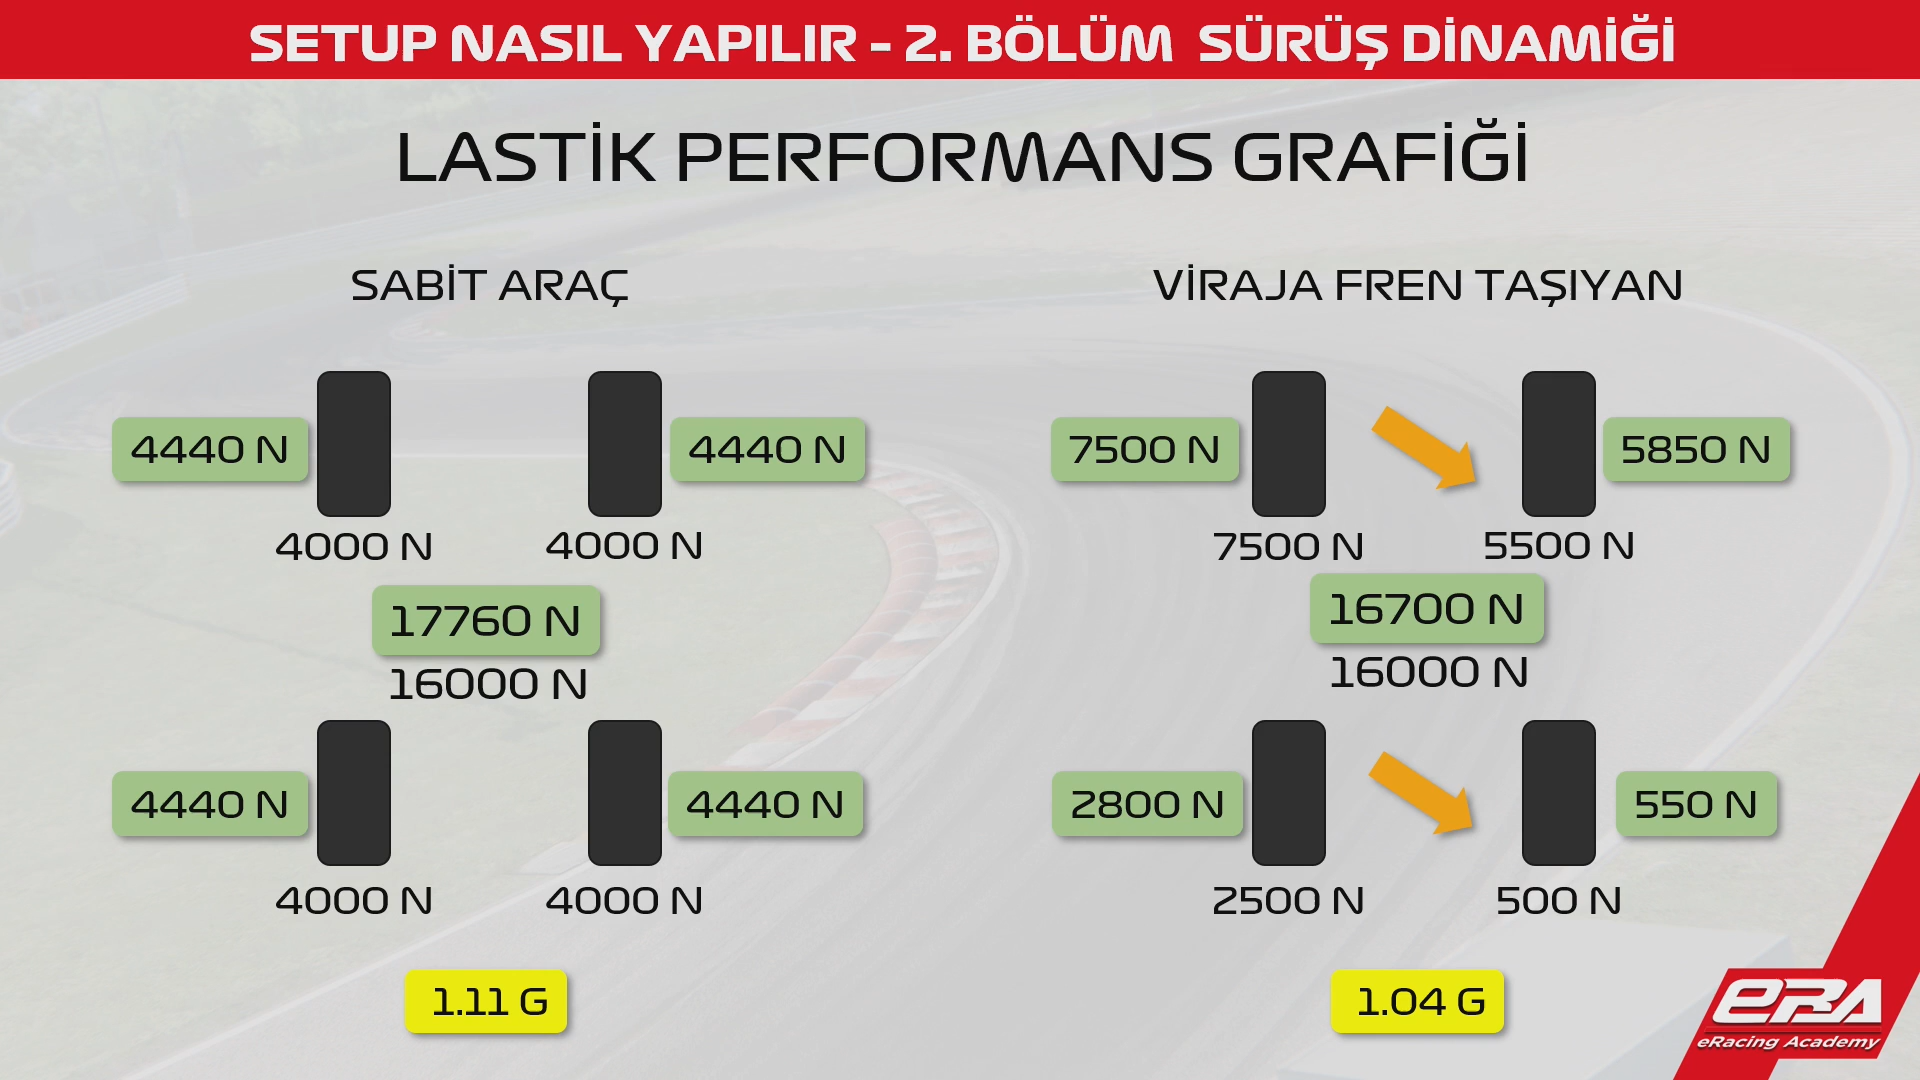 SETUP NASIL YAPILIR - 2. BÖLÜM SÜRÜŞ DİNAMİĞİ
LASTİK PERFORMANS GRAFİĞİ
SABİT ARAÇ
4440 N
4440 N
4000 N
4000 N
17760 N
16000 N
4440 N
4440 N
4000 N
4000 N
1.11 G
VİRAJA FREN TAŞIYAN
7500 N
5850 N
7500 N
5500 N
16700 N
16000 N
2800 N
550 N
2500 N
500 N
1.04 G
eRA
eRacing Academy